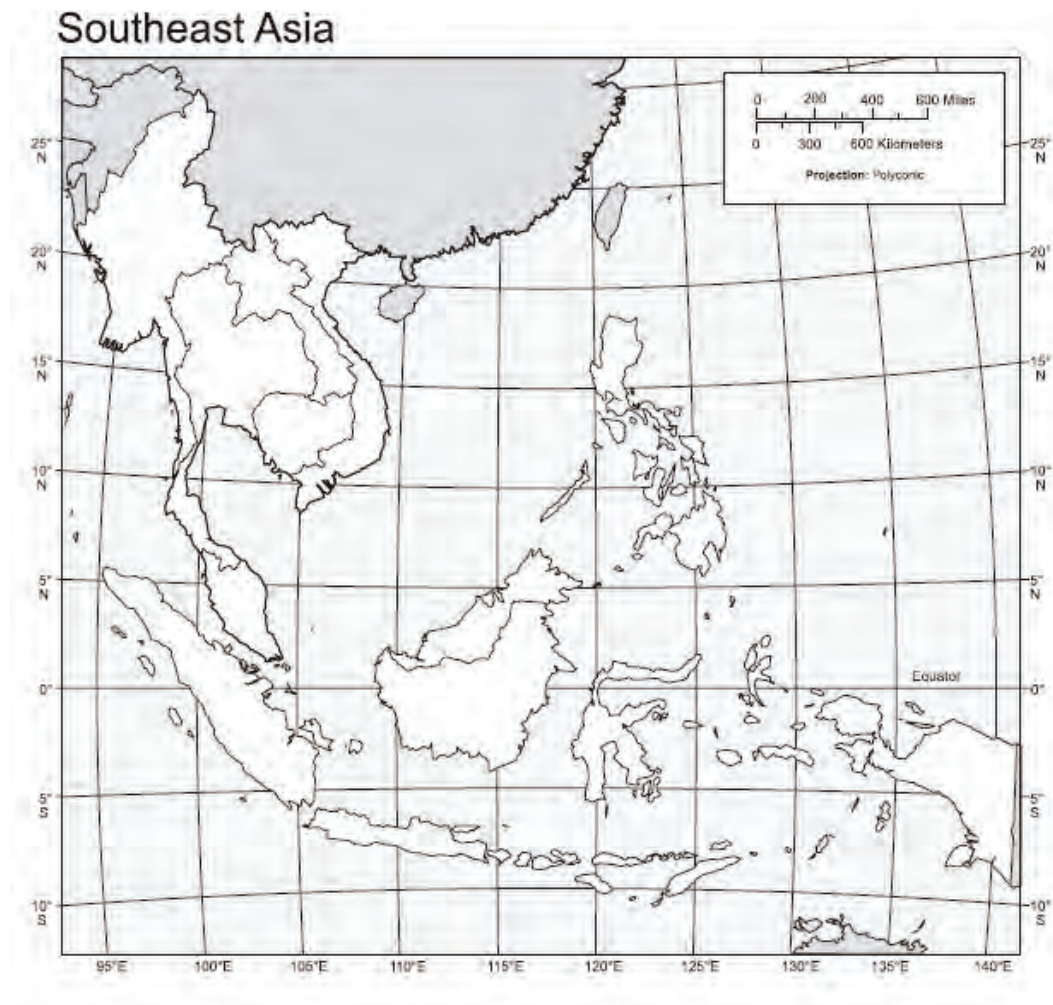 Southeast Asia
0 200 400 600 Miles
0 300 600 Kilometers
Projection: Polyconic
25° N
25° N
20° N
20° N
15° N
15° N
10° N
10° N
5° N
5° N
Equator
0°
0°
5° S
5° S
10° S
10° S
95°E 100°E 105°E 110°E 115°E 120°E 125°E 130°E 135°E 140°E